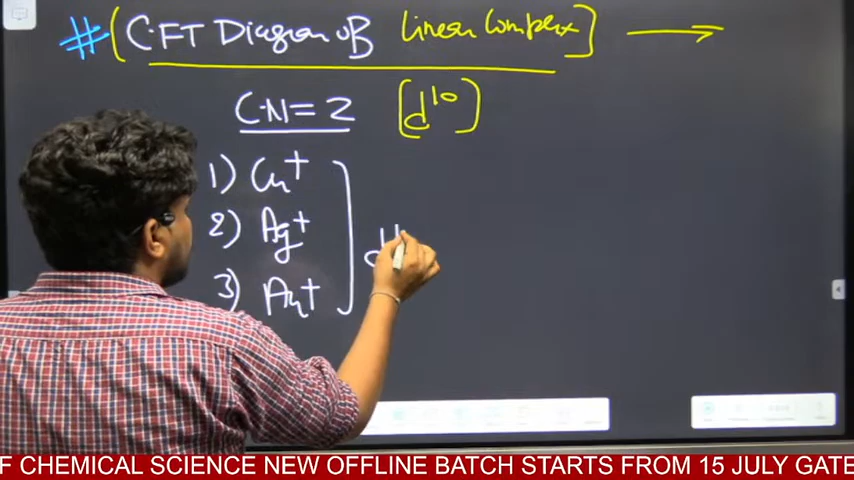 # (C.FT Diagram of Linear Complex] →
C.N = 2 [d10]
1) Cu+
2) Ag+
3) Au+
d1
F CHEMICAL SCIENCE NEW OFFLINE BATCH STARTS FROM 15 JULY GATE